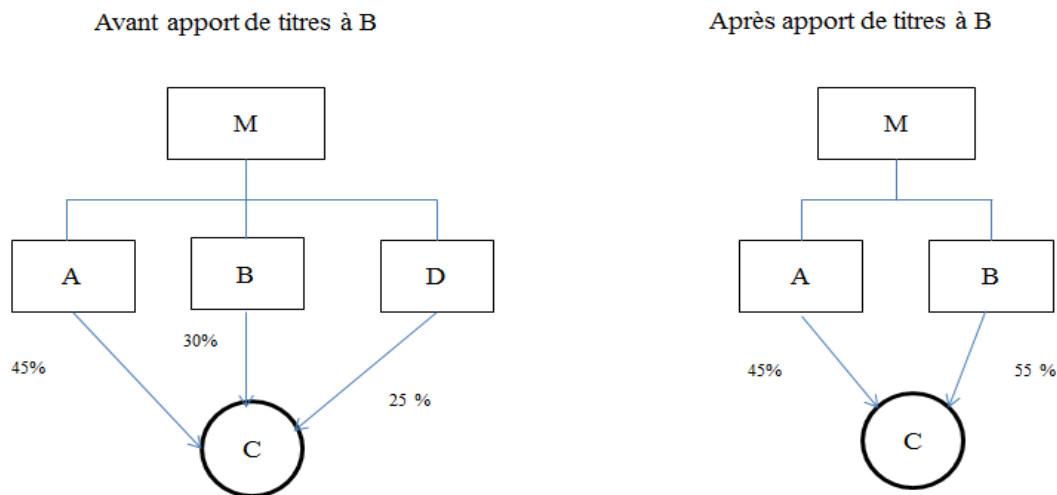 Avant apport de titres à B
Après apport de titres à B
M
M
A
B
D
A
B
45%
30%
25 %
45%
55 %
C
C